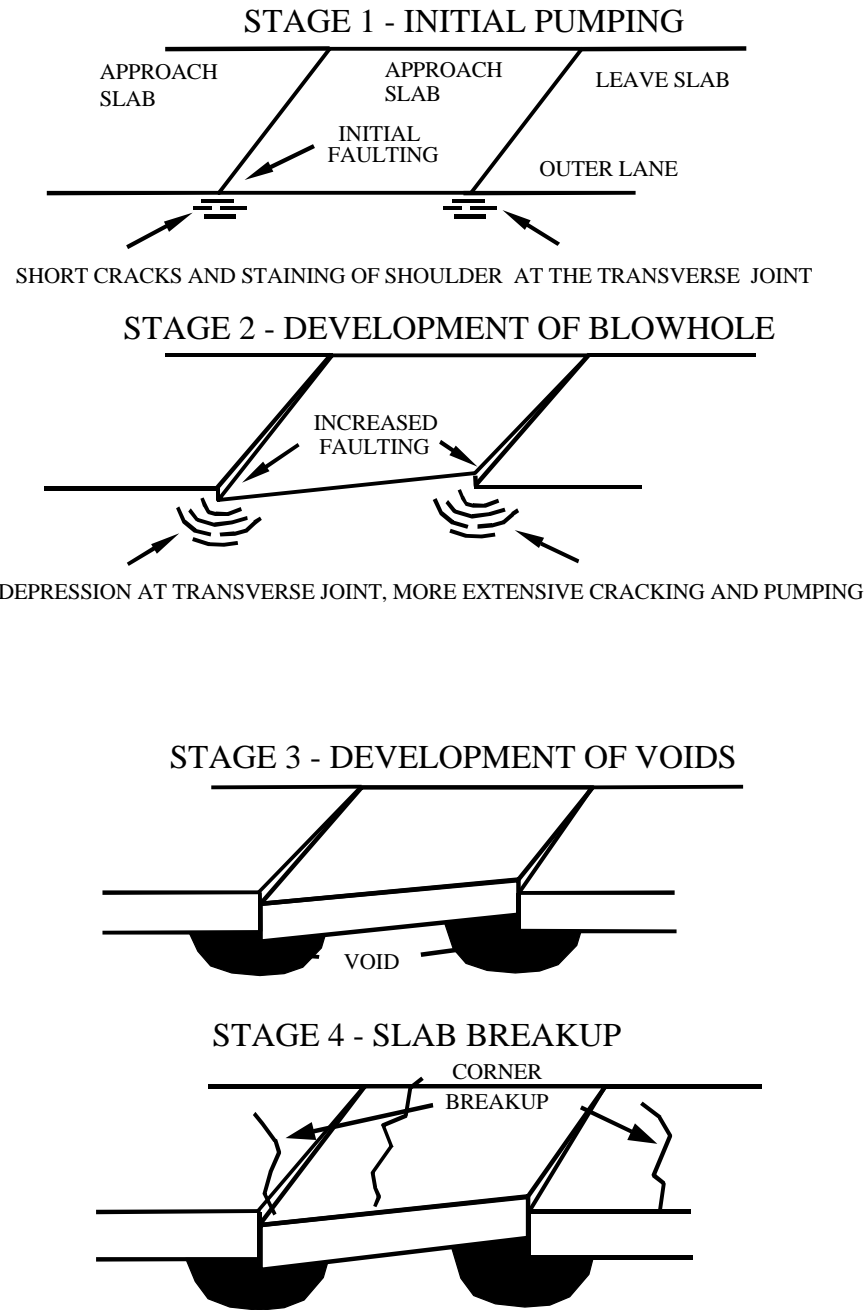 STAGE 1 - INITIAL PUMPING
APPROACH
SLAB
APPROACH
SLAB
LEAVE SLAB
INITIAL
FAULTING
OUTER LANE
SHORT CRACKS AND STAINING OF SHOULDER AT THE TRANSVERSE JOINT
STAGE 2 - DEVELOPMENT OF BLOWHOLE
INCREASED
FAULTING
DEPRESSION AT TRANSVERSE JOINT, MORE EXTENSIVE CRACKING AND PUMPING
STAGE 3 - DEVELOPMENT OF VOIDS
VOID
STAGE 4 - SLAB BREAKUP
CORNER
BREAKUP